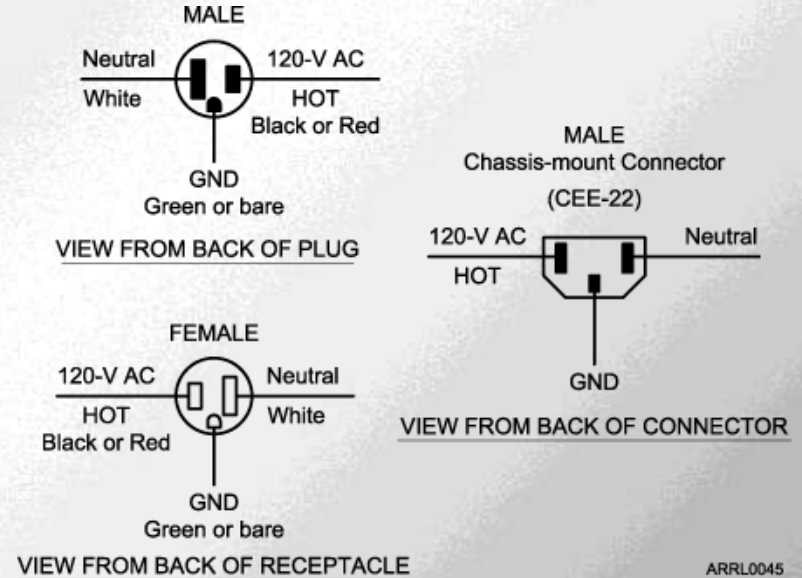 MALE
Neutral
White
120-V AC
HOT
Black or Red
GND
Green or bare
VIEW FROM BACK OF PLUG
MALE
Chassis-mount Connector
(CEE-22)
120-V AC
HOT
Neutral
GND
VIEW FROM BACK OF CONNECTOR
FEMALE
120-V AC
HOT
Black or Red
Neutral
White
GND
Green or bare
VIEW FROM BACK OF RECEPTACLE
ARRL0045